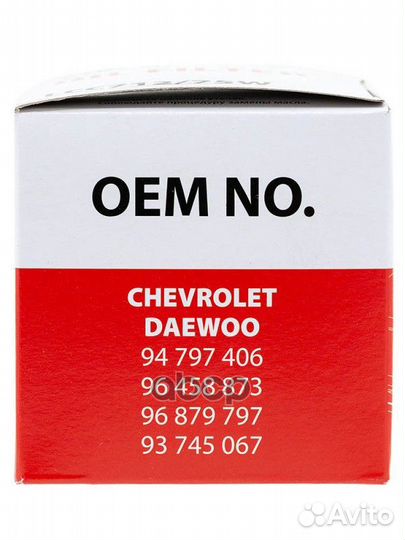 OEM NO.
CHEVROLET
DAEWOO
94 797 406
96 458 873
96 879 797
93 745 067
Avito